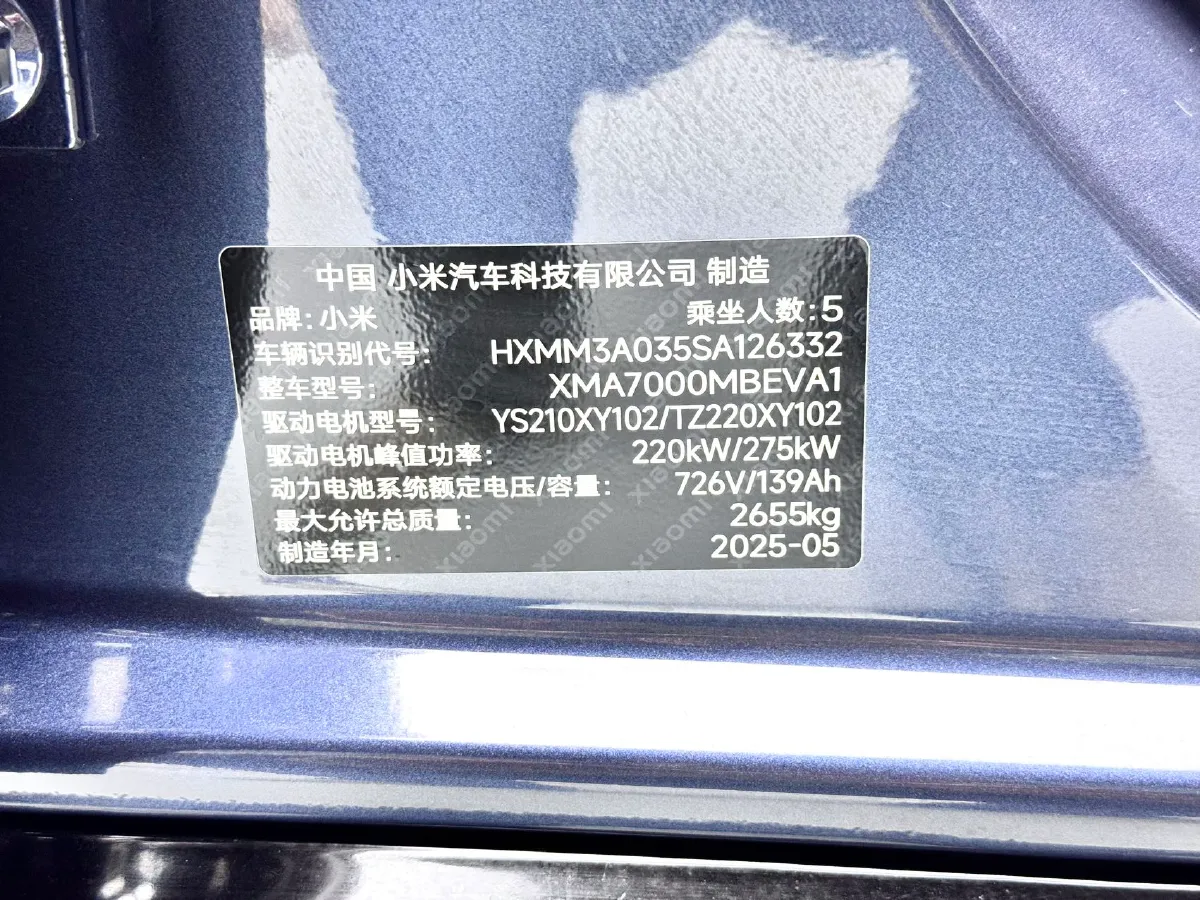 中国 小米汽车科技有限公司 制造
品牌: 小米 乘坐人数: 5
车辆识别代号: HXMM3A035SA126332
整车型号: XMA7000MBEVA1
驱动电机型号: YS210XY102/TZ220XY102
驱动电机峰值功率: 220kW/275kW
动力电池系统额定电压/容量: 726V/139Ah
最大允许总质量: 2655kg
制造年月: 2025-05
xiaomi